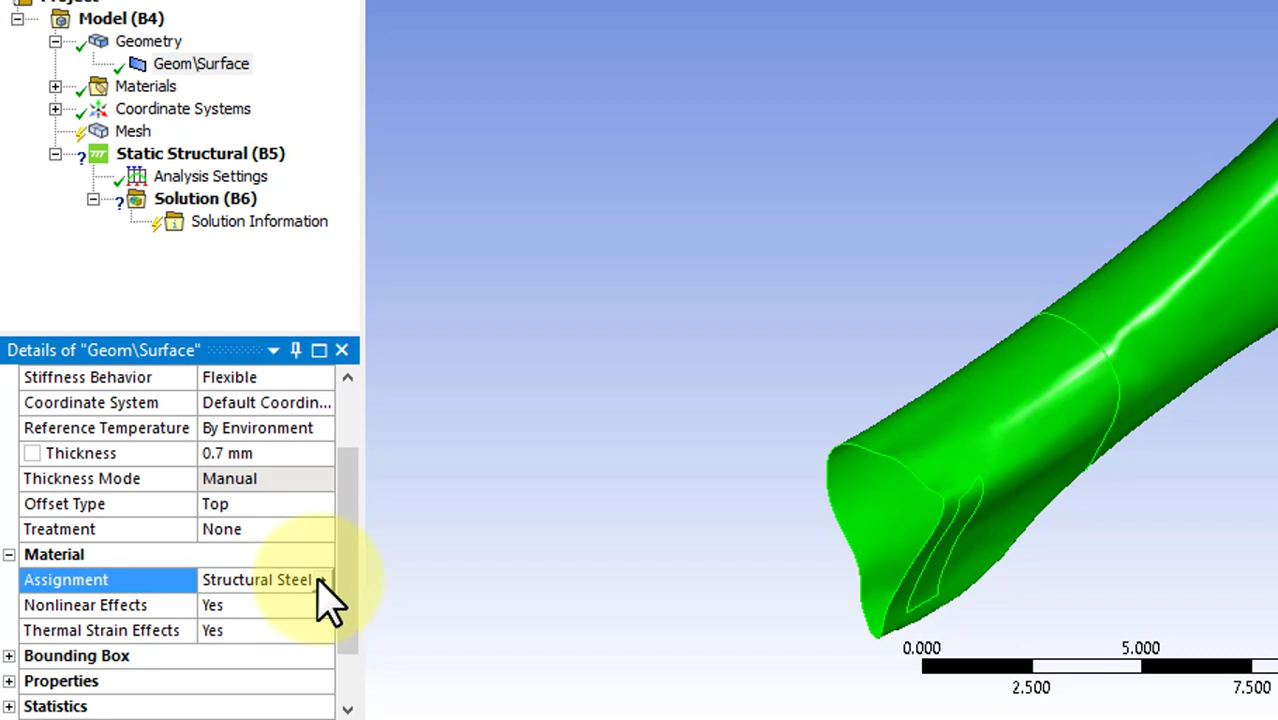 Project
Model (B4)
Geometry
Geom\Surface
Materials
Coordinate Systems
Mesh
Static Structural (B5)
Analysis Settings
Solution (B6)
Solution Information
Details of "Geom\Surface"
Stiffness Behavior Flexible
Coordinate System Default Coordin...
Reference Temperature By Environment
Thickness 0.7 mm
Thickness Mode Manual
Offset Type Top
Treatment None
Material
Assignment Structural Steel
Nonlinear Effects Yes
Thermal Strain Effects Yes
Bounding Box
Properties
Statistics
0.000 5.000
2.500 7.500